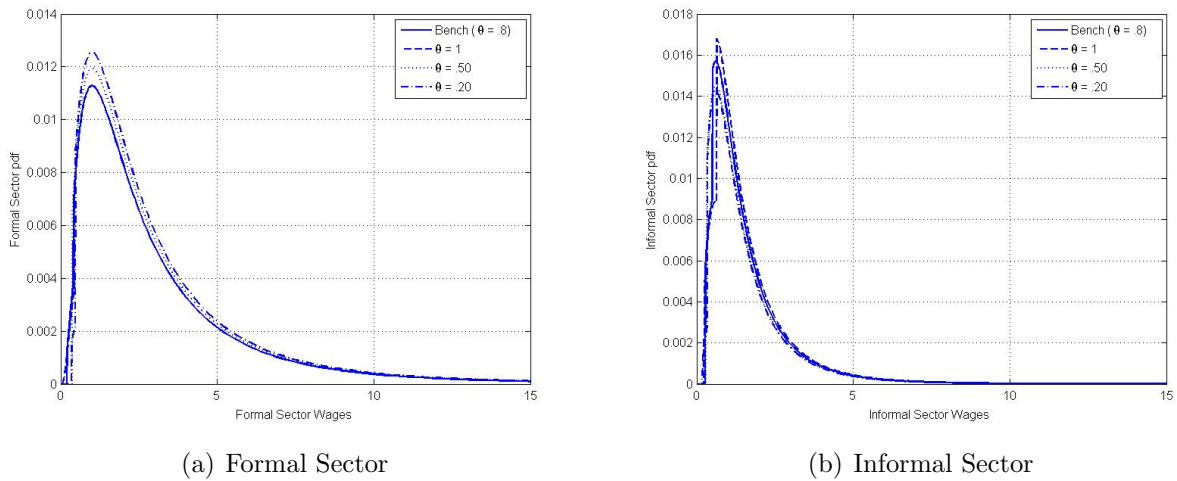 0.014
0.012
0.01
0.008
0.006
0.004
0.002
0
Formal Sector pdf
Bench ( θ = .8)
θ = 1
θ = .50
θ = .20
0 5 10 15
Formal Sector Wages
(a) Formal Sector
0.018
0.016
0.014
0.012
0.01
0.008
0.006
0.004
0.002
0
Informal Sector pdf
Bench ( θ = .8)
θ = 1
θ = .50
θ = .20
0 5 10 15
Informal Sector Wages
(b) Informal Sector